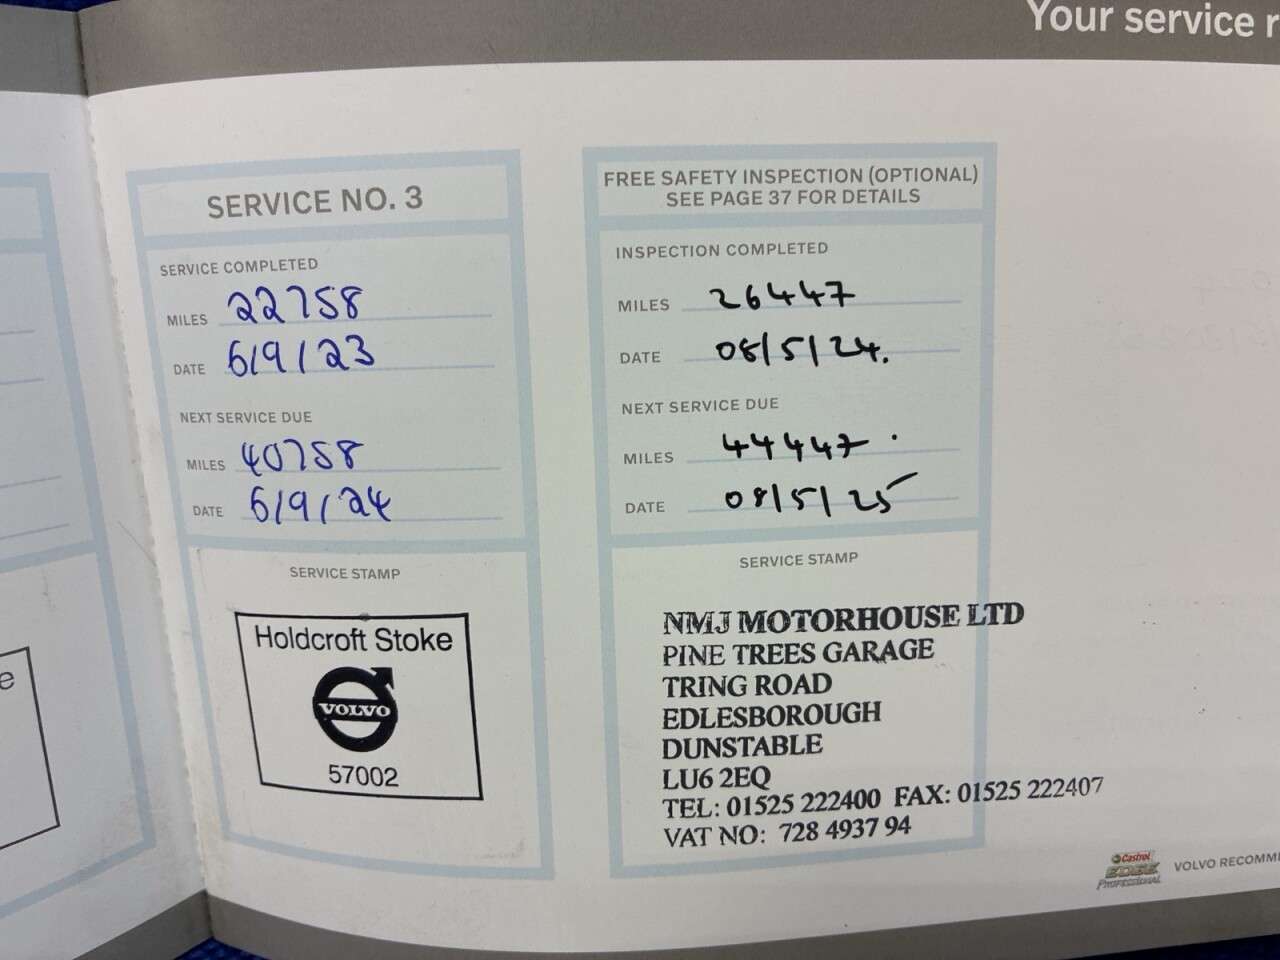 Your service r
SERVICE NO. 3
SERVICE COMPLETED
MILES 22758
DATE 6/9/23
NEXT SERVICE DUE
MILES 40758
DATE 6/9/24
SERVICE STAMP
Holdcroft Stoke
VOLVO
57002
FREE SAFETY INSPECTION (OPTIONAL)
SEE PAGE 37 FOR DETAILS
INSPECTION COMPLETED
MILES 26447
DATE 08/5/24.
NEXT SERVICE DUE
MILES 44447
DATE 08/5/25
SERVICE STAMP
NMJ MOTORHOUSE LTD
PINE TREES GARAGE
TRING ROAD
EDLESBOROUGH
DUNSTABLE
LU6 2EQ
TEL: 01525 222400 FAX: 01525 222407
VAT NO: 728 4937 94
e
Castrol
EDGE
PROFESSIONAL
VOLVO RECOMM